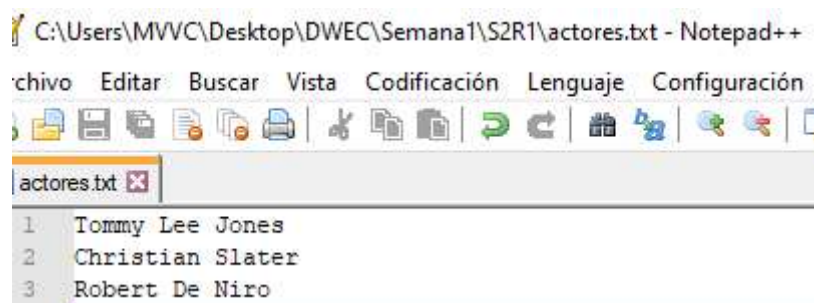 C:\Users\MVVC\Desktop\DWEC\Semana1\S2R1\actores.txt - Notepad++
rchivo Editar Buscar Vista Codificación Lenguaje Configuración
actores.txt
1 Tommy Lee Jones
2 Christian Slater
3 Robert De Niro